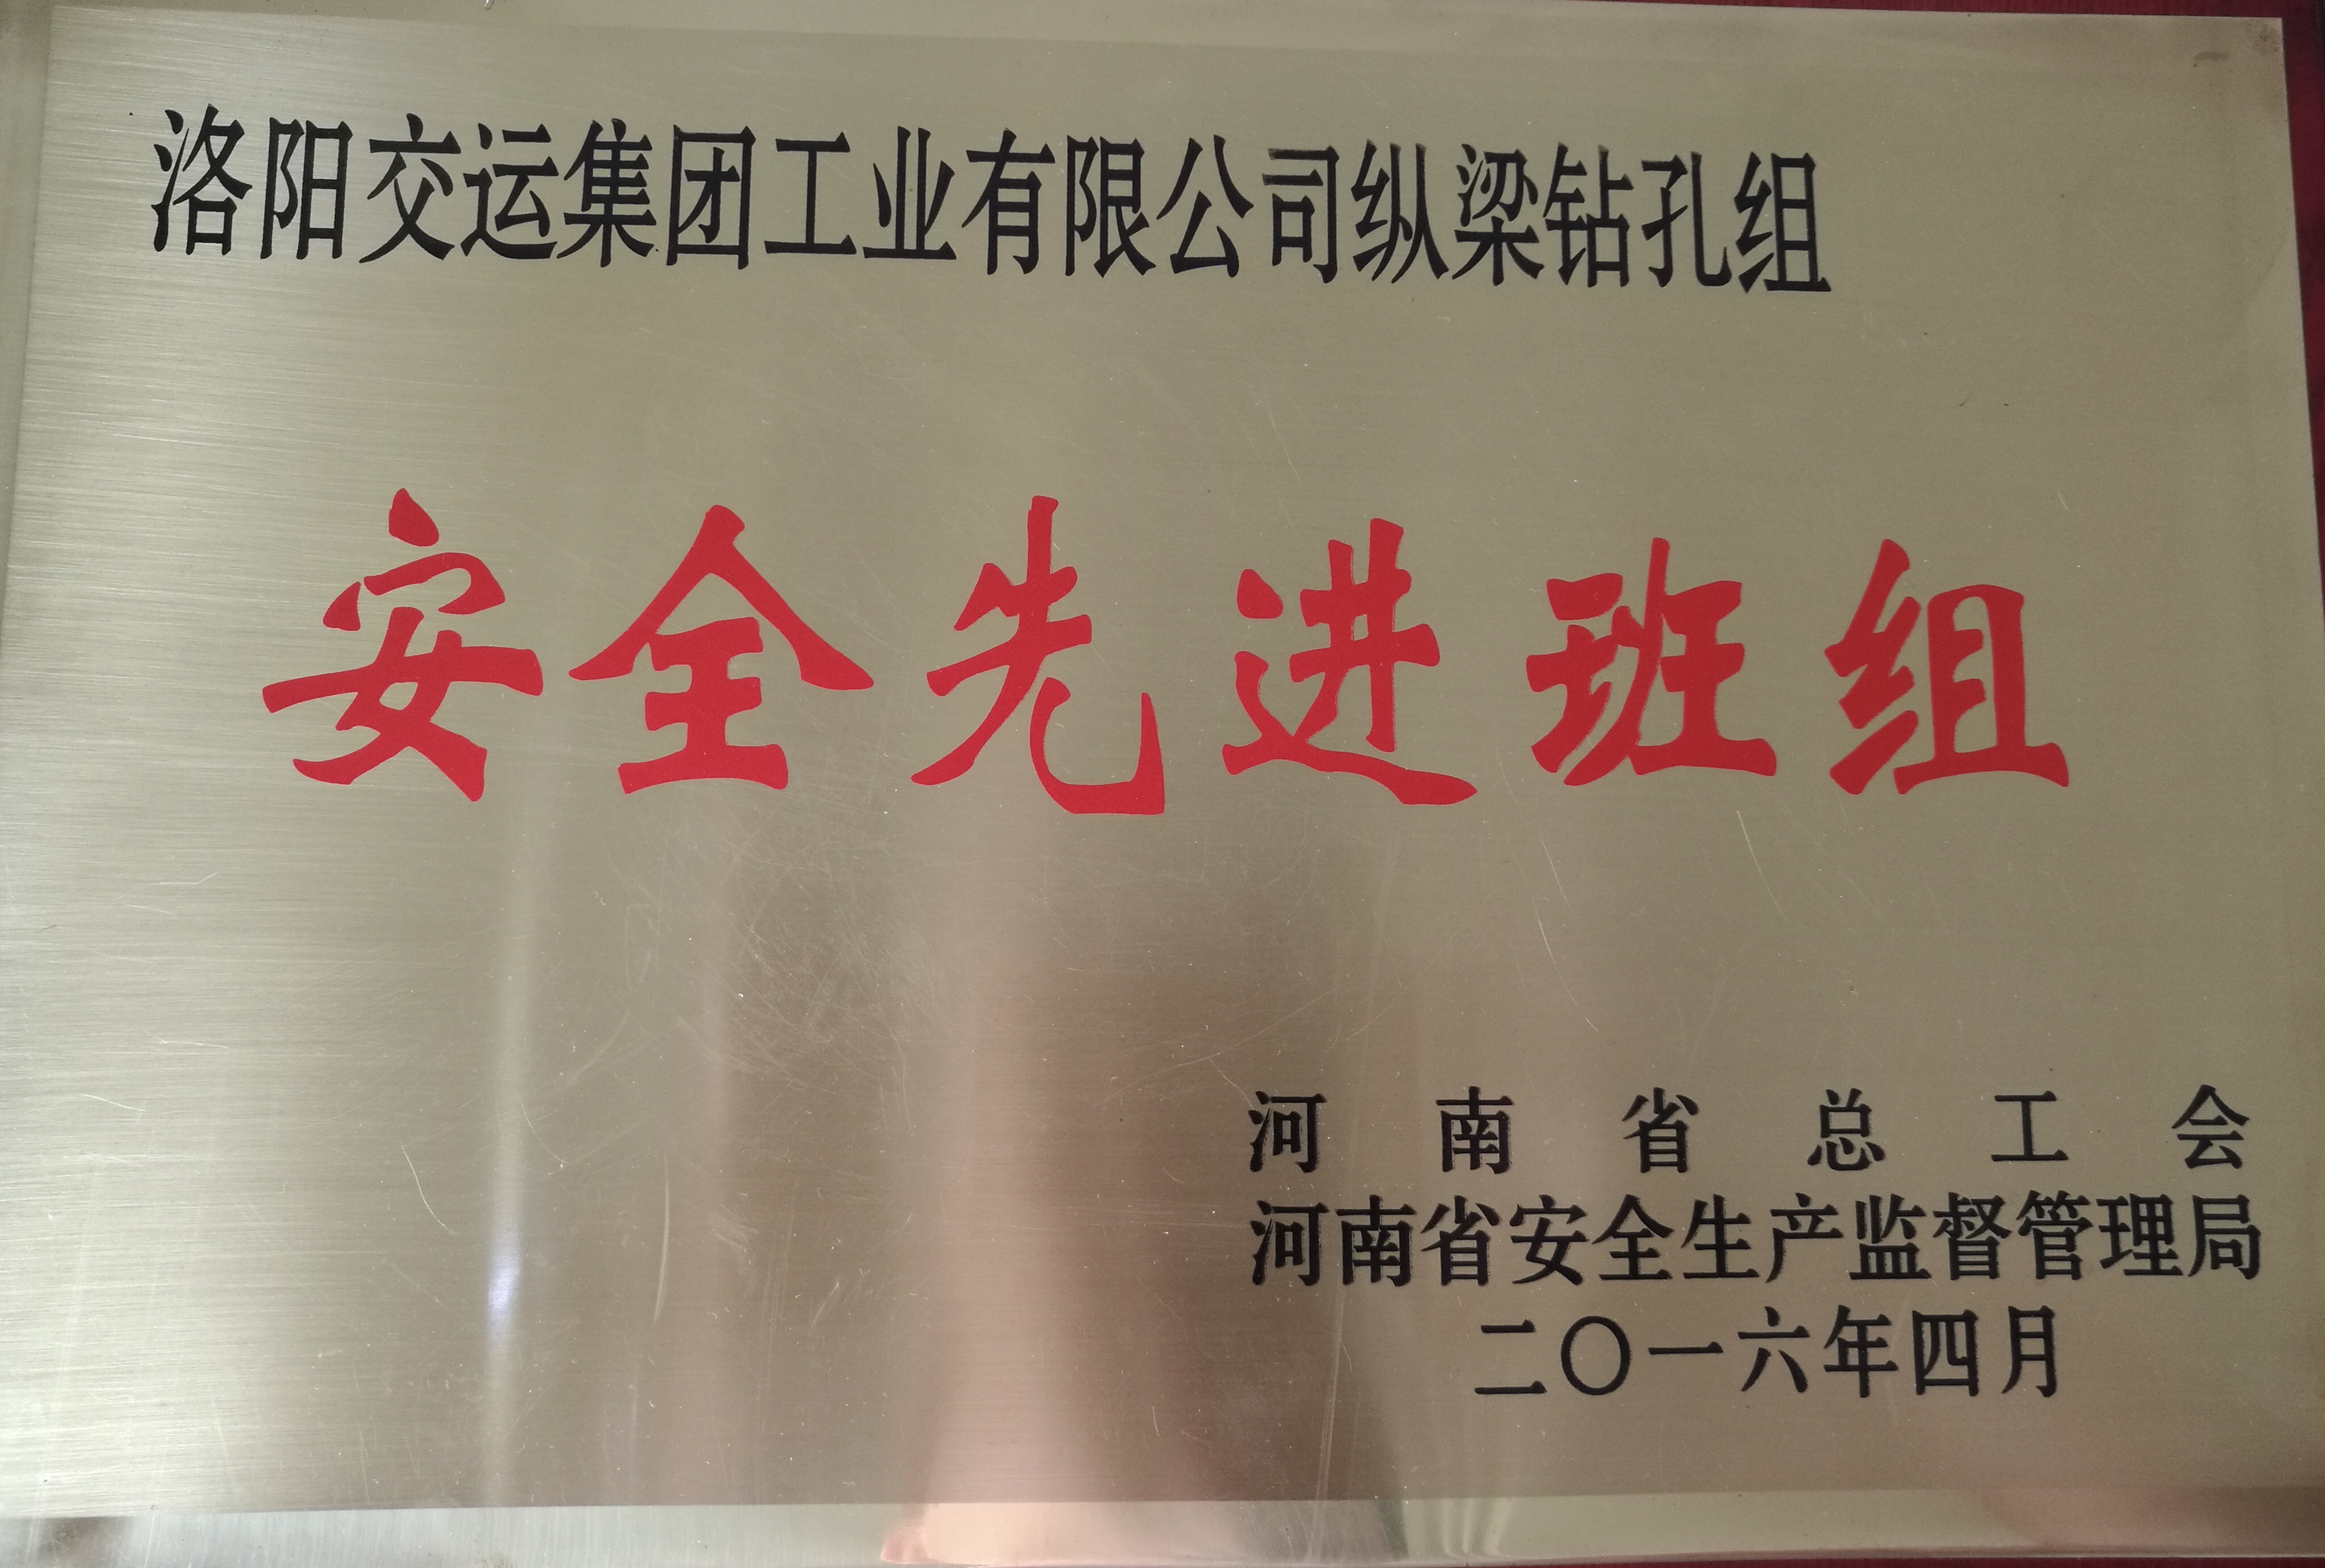 洛阳交运集团工业有限公司纵梁钻孔组
安全先进班组
河南省总工会
河南省安全生产监督管理局
二〇一六年四月